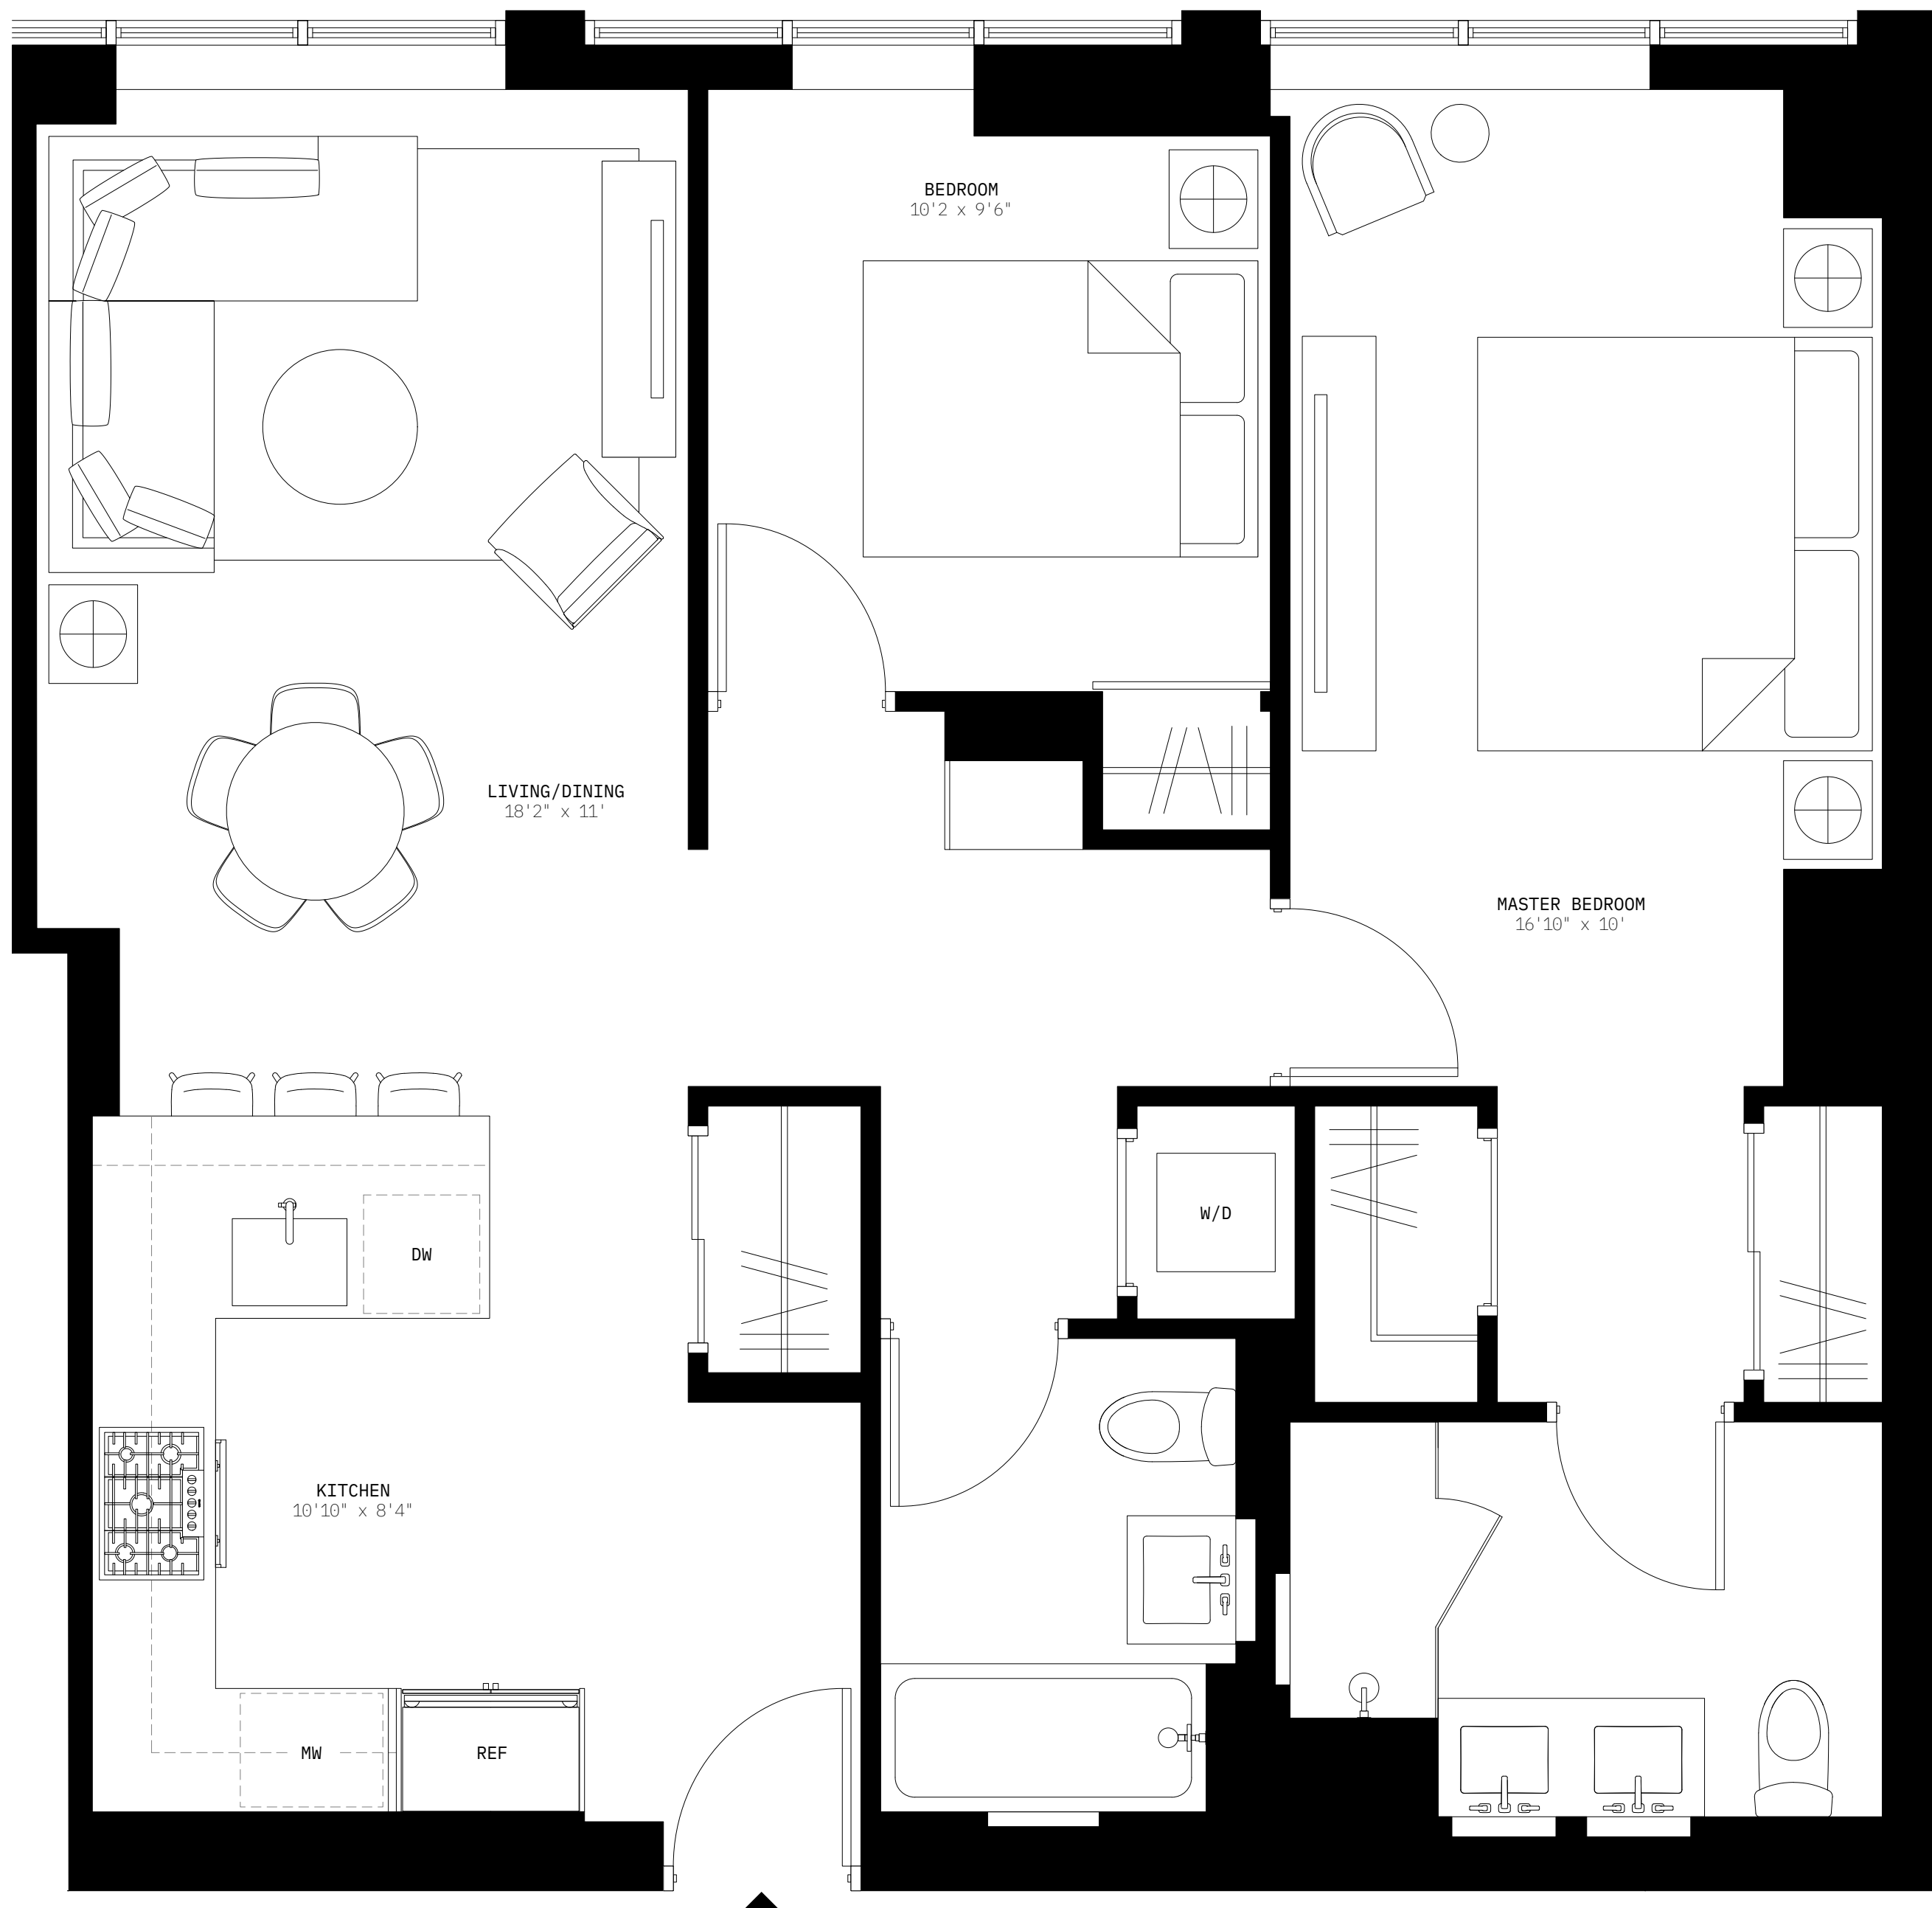 BEDROOM
10'2 x 9'6"
LIVING/DINING
18'2" x 11'
MASTER BEDROOM
16'10" x 10'
W/D
DW
KITCHEN
10'10" x 8'4"
MW
REF